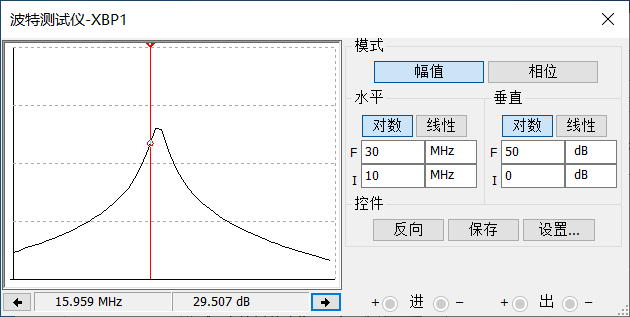 波特测试仪-XBP1
模式
幅值 相位
水平 垂直
对数 线性 对数 线性
F 30 MHz F 50 dB
I 10 MHz I 0 dB
控件
反向 保存 设置...
15.959 MHz 29.507 dB
+ 进 − + 出 −